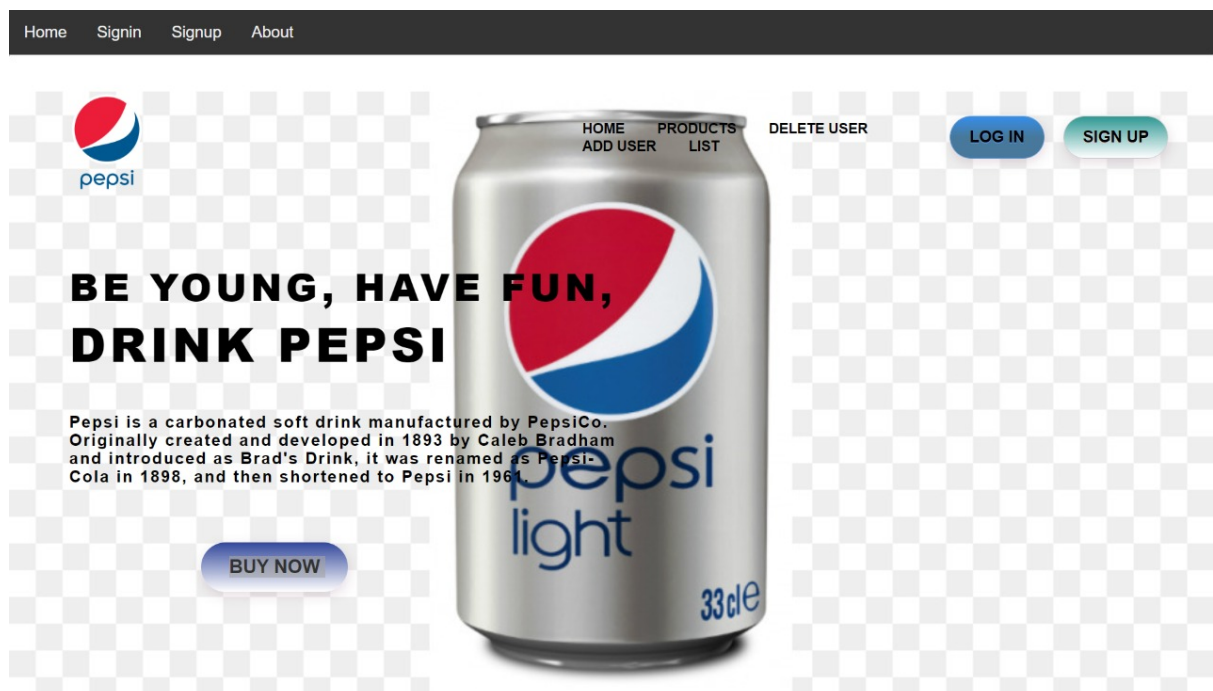 Home Signin Signup About
pepsi
HOME PRODUCTS DELETE USER
ADD USER LIST
LOG IN SIGN UP
BE YOUNG, HAVE FUN,
DRINK PEPSI
Pepsi is a carbonated soft drink manufactured by PepsiCo.
Originally created and developed in 1893 by Caleb Bradham
and introduced as Brad's Drink, it was renamed as Pepsi-
Cola in 1898, and then shortened to Pepsi in 1961.
BUY NOW
pepsi
light
33 cl e